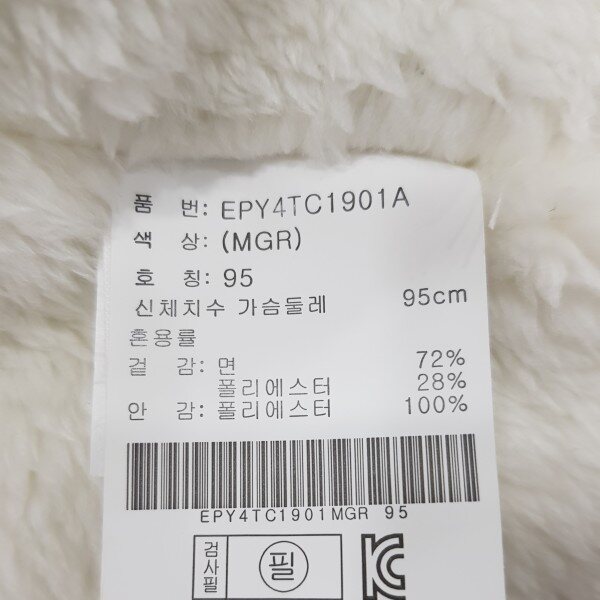 품 번: EPY4TC1901A
색 상: (MGR)
호 칭: 95
신체치수 가슴둘레 95cm
혼용률
겉 감: 면 72%
폴리에스터 28%
안 감: 폴리에스터 100%
EPY4TC1901MGR 95
검사필 필 KC